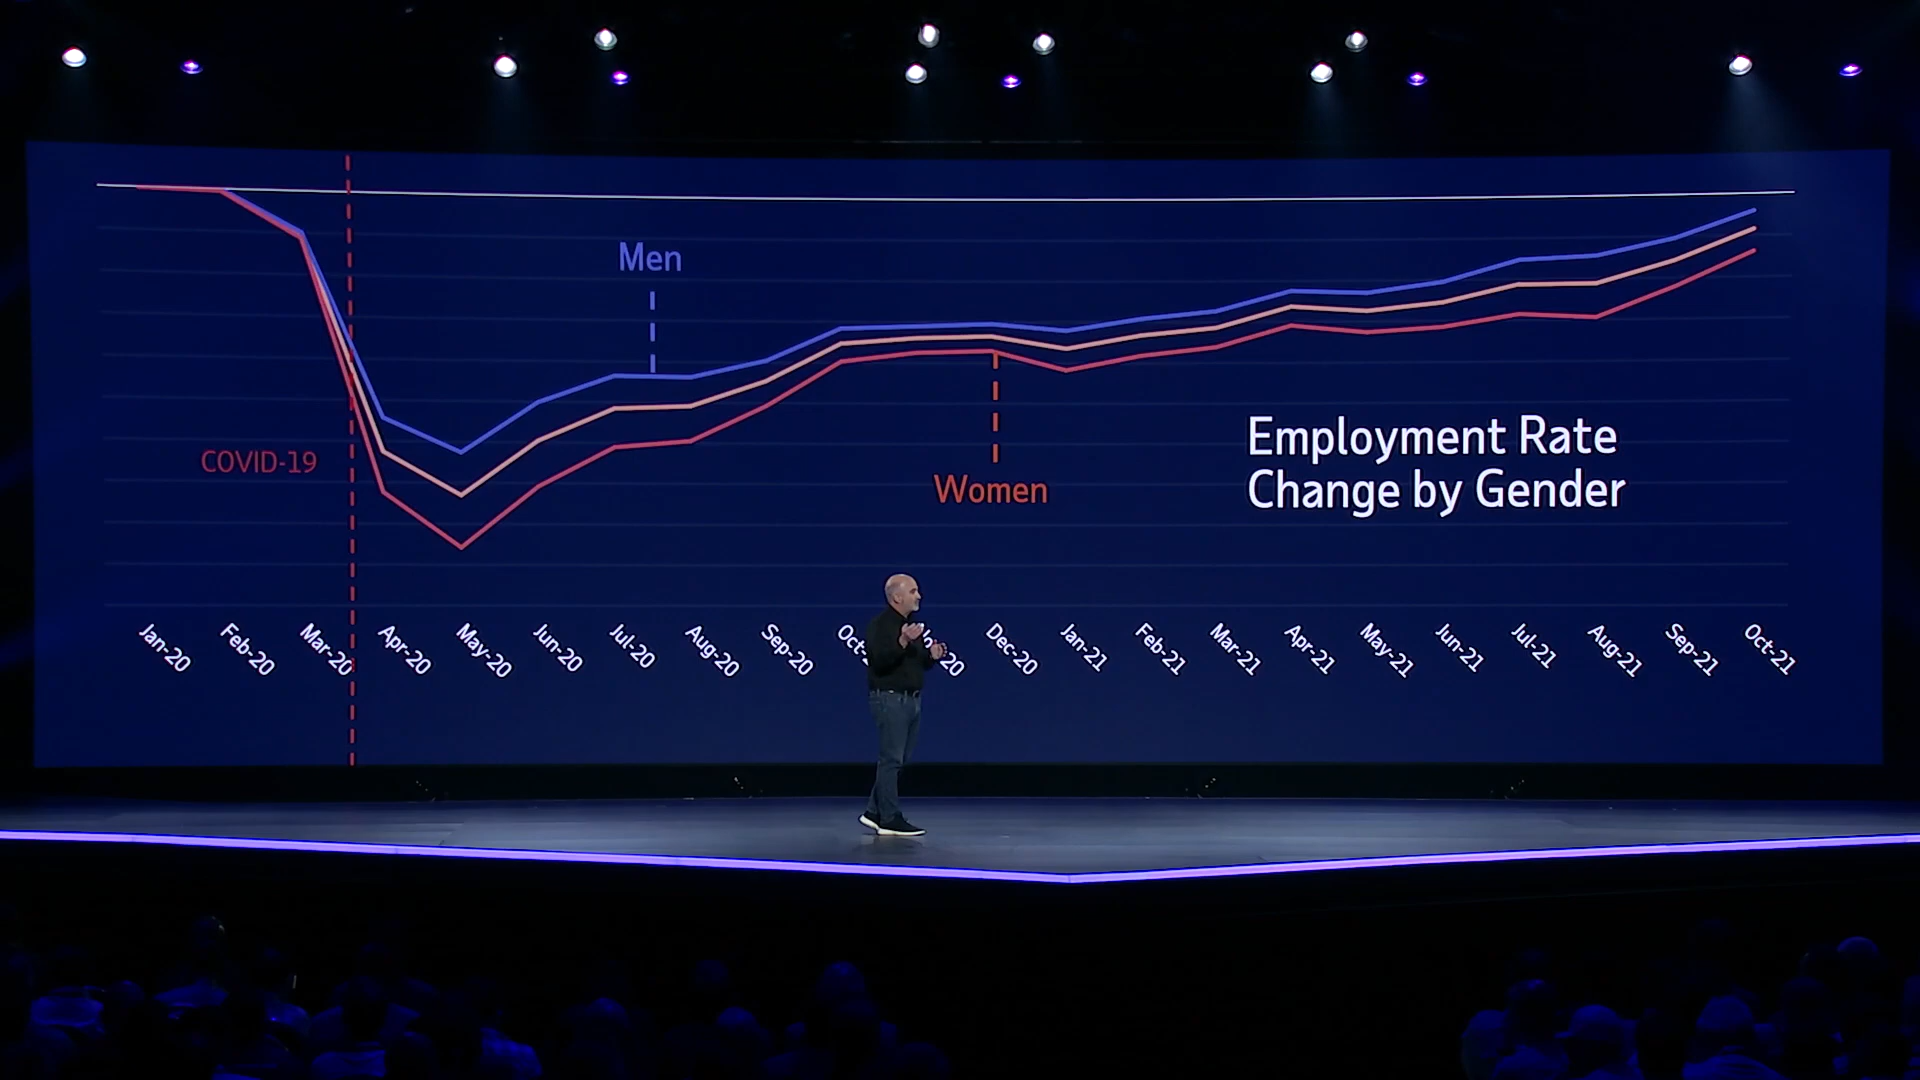 Men
COVID-19
Women
Employment Rate
Change by Gender
Jan-20
Feb-20
Mar-20
Apr-20
May-20
Jun-20
Jul-20
Aug-20
Sep-20
Dec-20
Jan-21
Feb-21
Mar-21
Apr-21
May-21
Jun-21
Jul-21
Aug-21
Sep-21
Oct-21